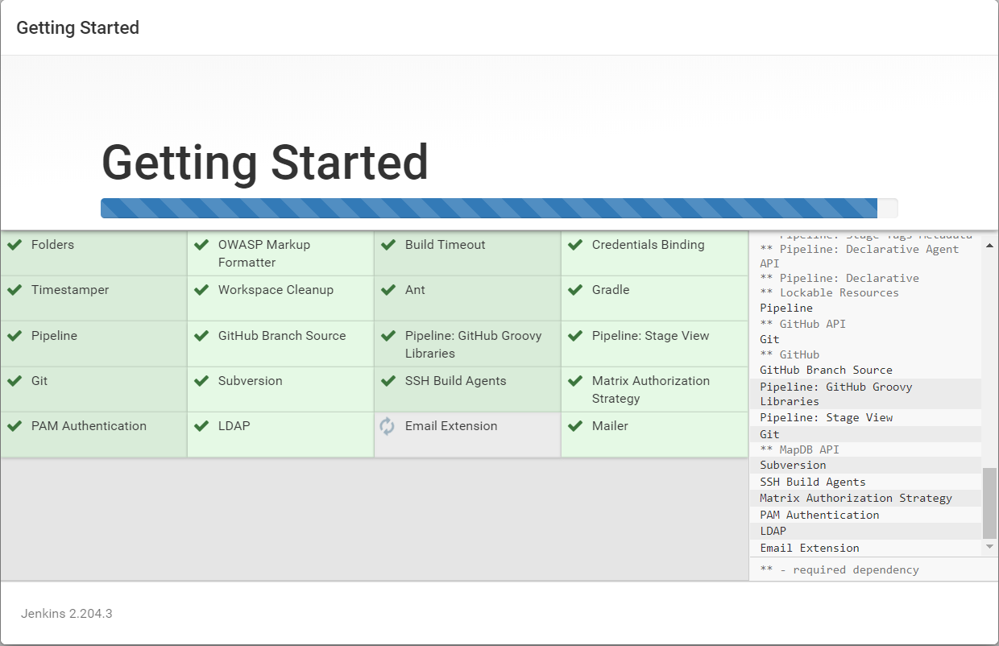 Getting Started
Getting Started
Folders
OWASP Markup
Formatter
Build Timeout
Credentials Binding
Timestamper
Workspace Cleanup
Ant
Gradle
Pipeline
GitHub Branch Source
Pipeline: GitHub Groovy
Libraries
Pipeline: Stage View
Git
Subversion
SSH Build Agents
Matrix Authorization
Strategy
PAM Authentication
LDAP
Email Extension
Mailer
** Pipeline: Stage Tags Metadata
** Pipeline: Declarative Agent
API
** Pipeline: Declarative
** Lockable Resources
Pipeline
** GitHub API
Git
** GitHub
GitHub Branch Source
Pipeline: GitHub Groovy
Libraries
Pipeline: Stage View
Git
** MapDB API
Subversion
SSH Build Agents
Matrix Authorization Strategy
PAM Authentication
LDAP
Email Extension
** - required dependency
Jenkins 2.204.3